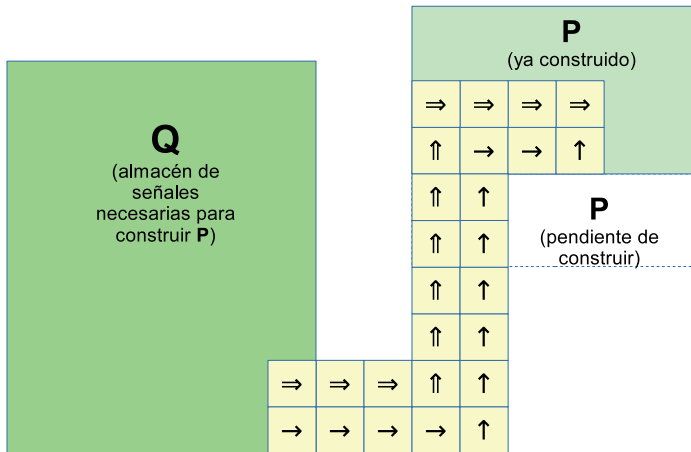 P
(ya construido)
⇒ ⇒ ⇒ ⇒
⇑ → → ↑
Q
(almacén de
señales
necesarias para
construir P)
⇑ ↑
P
(pendiente de
construir)
⇑ ↑
⇑ ↑
⇑ ↑
⇒ ⇒ ⇒ ⇑ ↑
→ → → → ↑